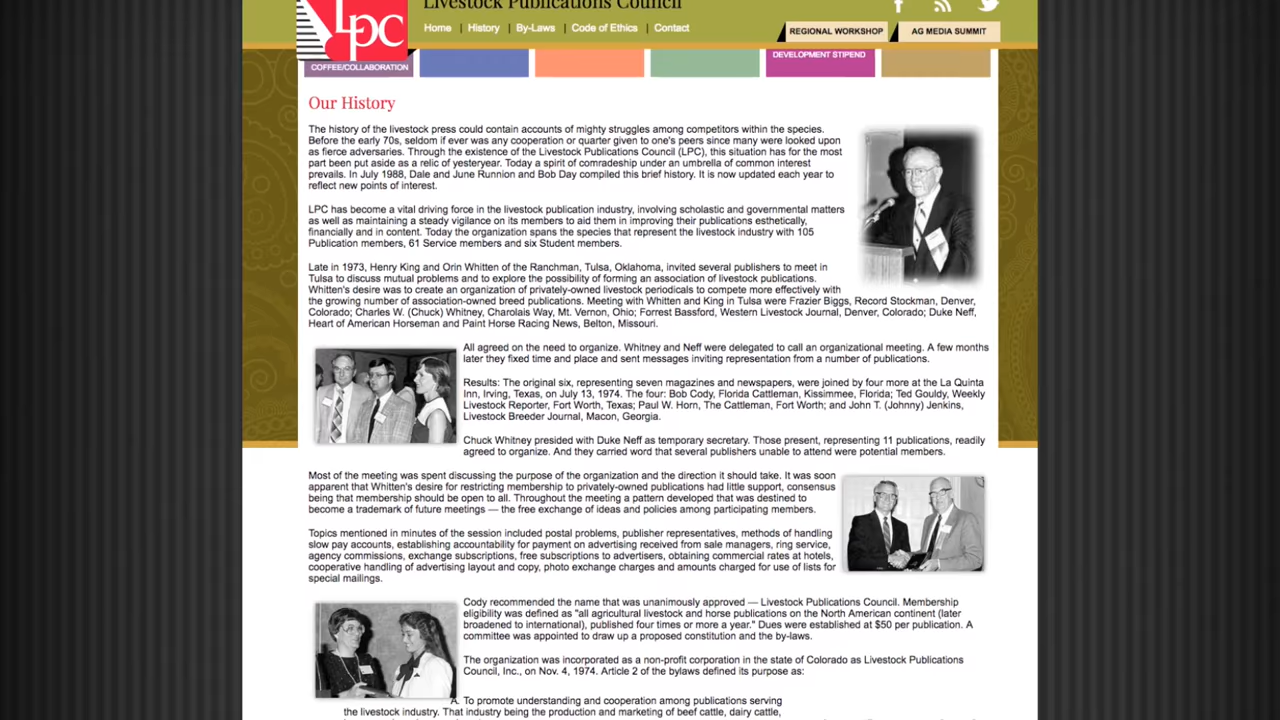 Livestock Publications Council
LPC
Home | History | By-Laws | Code of Ethics | Contact
REGIONAL WORKSHOP
AG MEDIA SUMMIT
COFFEE/COLLABORATION
DEVELOPMENT STIPEND
Our History
The history of the livestock press could contain accounts of mighty struggles among competitors within the species.
Before the early 70s, seldom if ever was any cooperation or quarter given to one's peers since many were looked upon
as fierce adversaries. Through the existence of the Livestock Publications Council (LPC), this situation has for the most
part been put aside as a relic of yesteryear. Today a spirit of comradeship under an umbrella of common interest
prevails. In July 1988, Dale and June Runnion and Bob Day compiled this brief history. It is now updated each year to
reflect new points of interest.
LPC has become a vital driving force in the livestock publication industry, involving scholastic and governmental matters
as well as maintaining a steady vigilance on its members to aid them in improving their publications esthetically,
financially and in content. Today the organization spans the species that represent the livestock industry with 105
Publication members, 61 Service members and six Student members.
Late in 1973, Henry King and Orin Whitten of the Ranchman, Tulsa, Oklahoma, invited several publishers to meet in
Tulsa to discuss mutual problems and to explore the possibility of forming an association of livestock publications.
Whitten's desire was to create an organization of privately-owned livestock periodicals to compete more effectively with
the growing number of association-owned breed publications. Meeting with Whitten and King in Tulsa were Frazier Biggs, Record Stockman, Denver,
Colorado; Charles W. (Chuck) Whitney, Charolais Way, Mt. Vernon, Ohio; Forrest Bassford, Western Livestock Journal, Denver, Colorado; Duke Neff,
Heart of American Horseman and Paint Horse Racing News, Belton, Missouri.
All agreed on the need to organize. Whitney and Neff were delegated to call an organizational meeting. A few months
later they fixed time and place and sent messages inviting representation from a number of publications.
Results: The original six, representing seven magazines and newspapers, were joined by four more at the La Quinta
Inn, Irving, Texas, on July 13, 1974. The four: Bob Cody, Florida Cattleman, Kissimmee, Florida; Ted Gouldy, Weekly
Livestock Reporter, Fort Worth, Texas; Paul W. Horn, The Cattleman, Fort Worth; and John T. (Johnny) Jenkins,
Livestock Breeder Journal, Macon, Georgia.
Chuck Whitney presided with Duke Neff as temporary secretary. Those present, representing 11 publications, readily
agreed to organize. And they carried word that several publishers unable to attend were potential members.
Most of the meeting was spent discussing the purpose of the organization and the direction it should take. It was soon
apparent that Whitten's desire for restricting membership to privately-owned publications had little support, consensus
being that membership should be open to all. Throughout the meeting a pattern developed that was destined to
become a trademark of future meetings — the free exchange of ideas and policies among participating members.
Topics mentioned in minutes of the session included postal problems, publisher representatives, methods of handling
slow pay accounts, establishing accountability for payment on advertising received from sale managers, ring service,
agency commissions, exchange subscriptions, free subscriptions to advertisers, obtaining commercial rates at hotels,
cooperative handling of advertising layout and copy, photo exchange charges and amounts charged for use of lists for
special mailings.
Cody recommended the name that was unanimously approved — Livestock Publications Council. Membership
eligibility was defined as "all agricultural livestock and horse publications on the North American continent (later
broadened to international), published four times or more a year." Dues were established at $50 per publication. A
committee was appointed to draw up a proposed constitution and the by-laws.
The organization was incorporated as a non-profit corporation in the state of Colorado as Livestock Publications
Council, Inc., on Nov. 4, 1974. Article 2 of the bylaws defined its purpose as:
A. To promote understanding and cooperation among publications serving
the livestock industry. That industry being the production and marketing of beef cattle, dairy cattle,